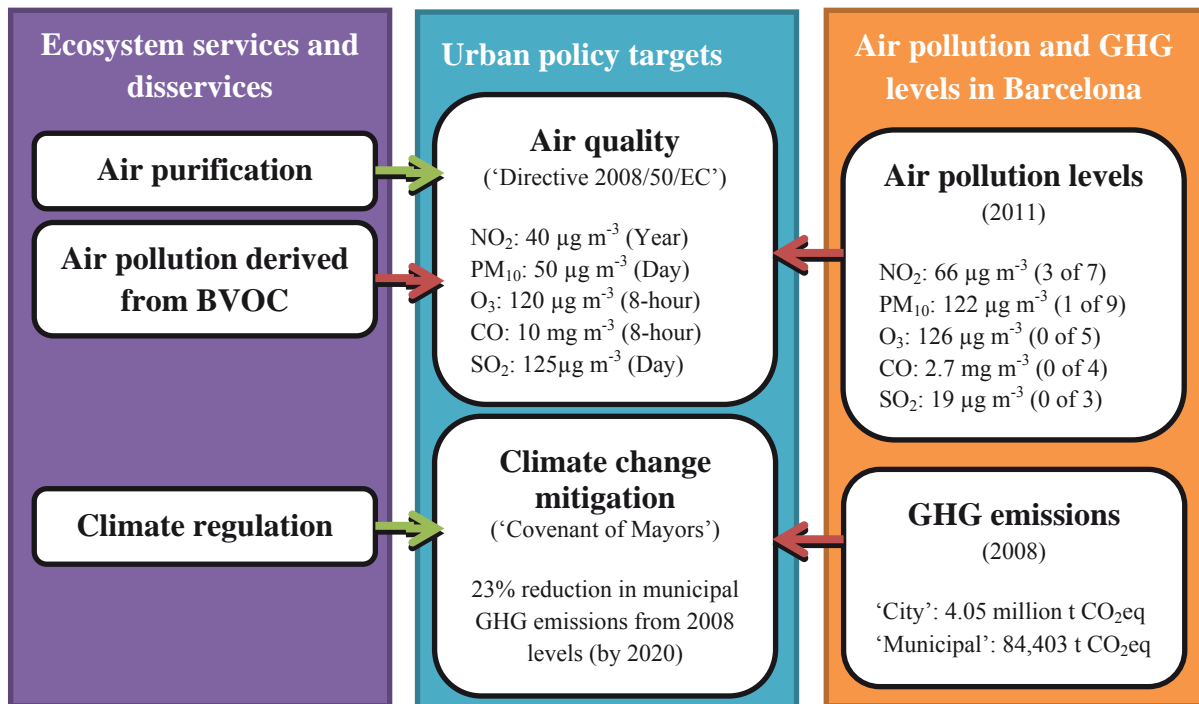 Ecosystem services and
disservices
Air purification
Air pollution derived
from BVOC
Climate regulation
Urban policy targets
Air quality
(‘Directive 2008/50/EC’)
NO₂: 40 µg m⁻³ (Year)
PM₁₀: 50 µg m⁻³ (Day)
O₃: 120 µg m⁻³ (8-hour)
CO: 10 mg m⁻³ (8-hour)
SO₂: 125µg m⁻³ (Day)
Climate change
mitigation
(‘Covenant of Mayors’)
23% reduction in municipal
GHG emissions from 2008
levels (by 2020)
Air pollution and GHG
levels in Barcelona
Air pollution levels
(2011)
NO₂: 66 µg m⁻³ (3 of 7)
PM₁₀: 122 µg m⁻³ (1 of 9)
O₃: 126 µg m⁻³ (0 of 5)
CO: 2.7 mg m⁻³ (0 of 4)
SO₂: 19 µg m⁻³ (0 of 3)
GHG emissions
(2008)
‘City’: 4.05 million t CO₂eq
‘Municipal’: 84,403 t CO₂eq